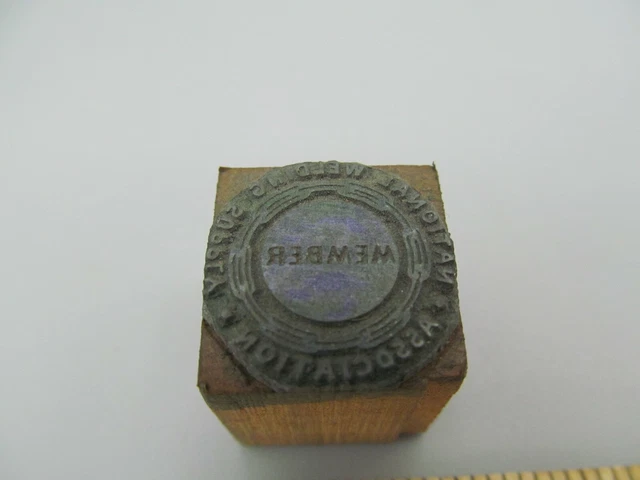 NATIONAL WELDING SUPPLY
* ASSOCIATION *
MEMBER